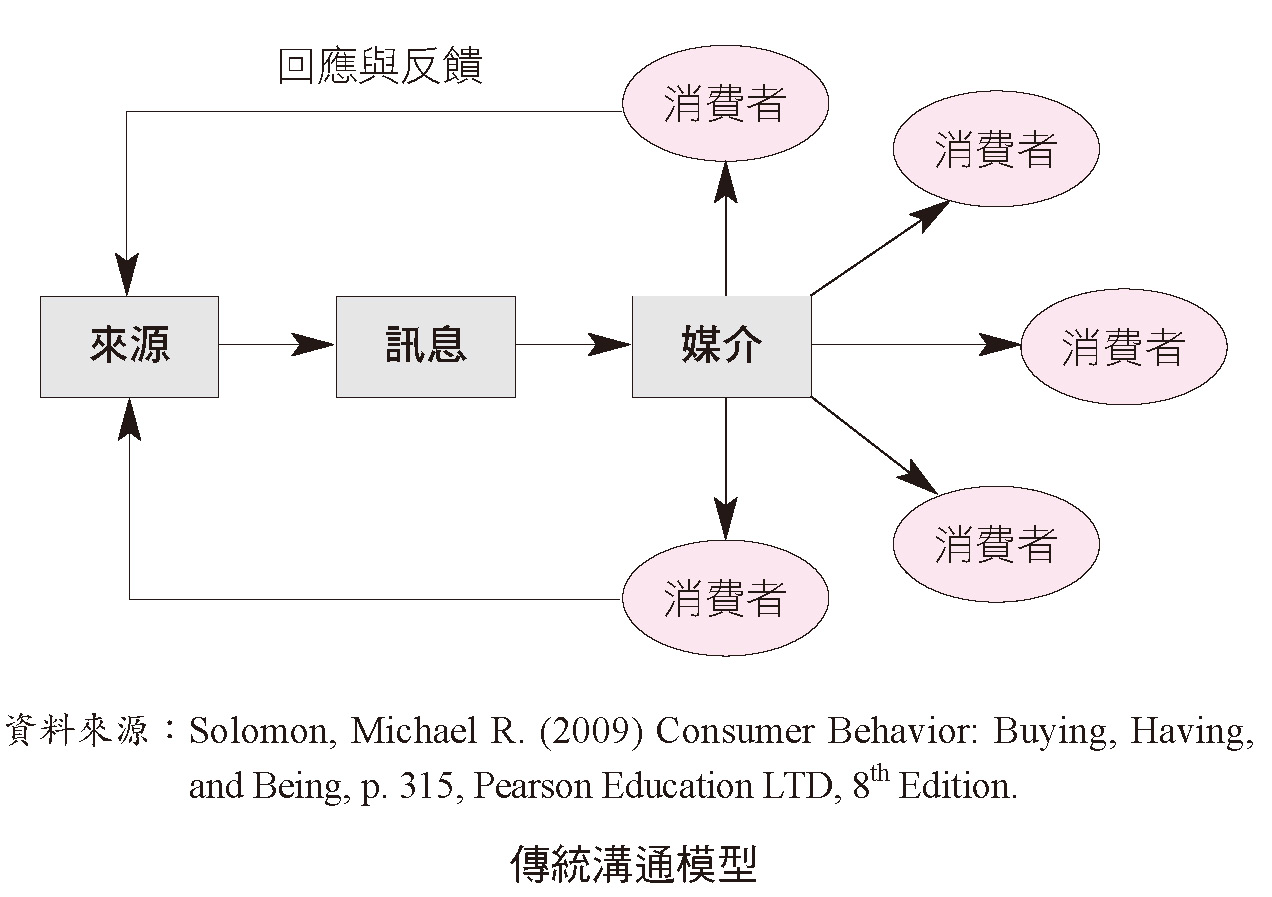 回應與反饋
消費者
消費者
來源
訊息
媒介
消費者
消費者
消費者
資料來源：Solomon, Michael R. (2009) Consumer Behavior: Buying, Having,
and Being, p. 315, Pearson Education LTD, 8th Edition.
傳統溝通模型